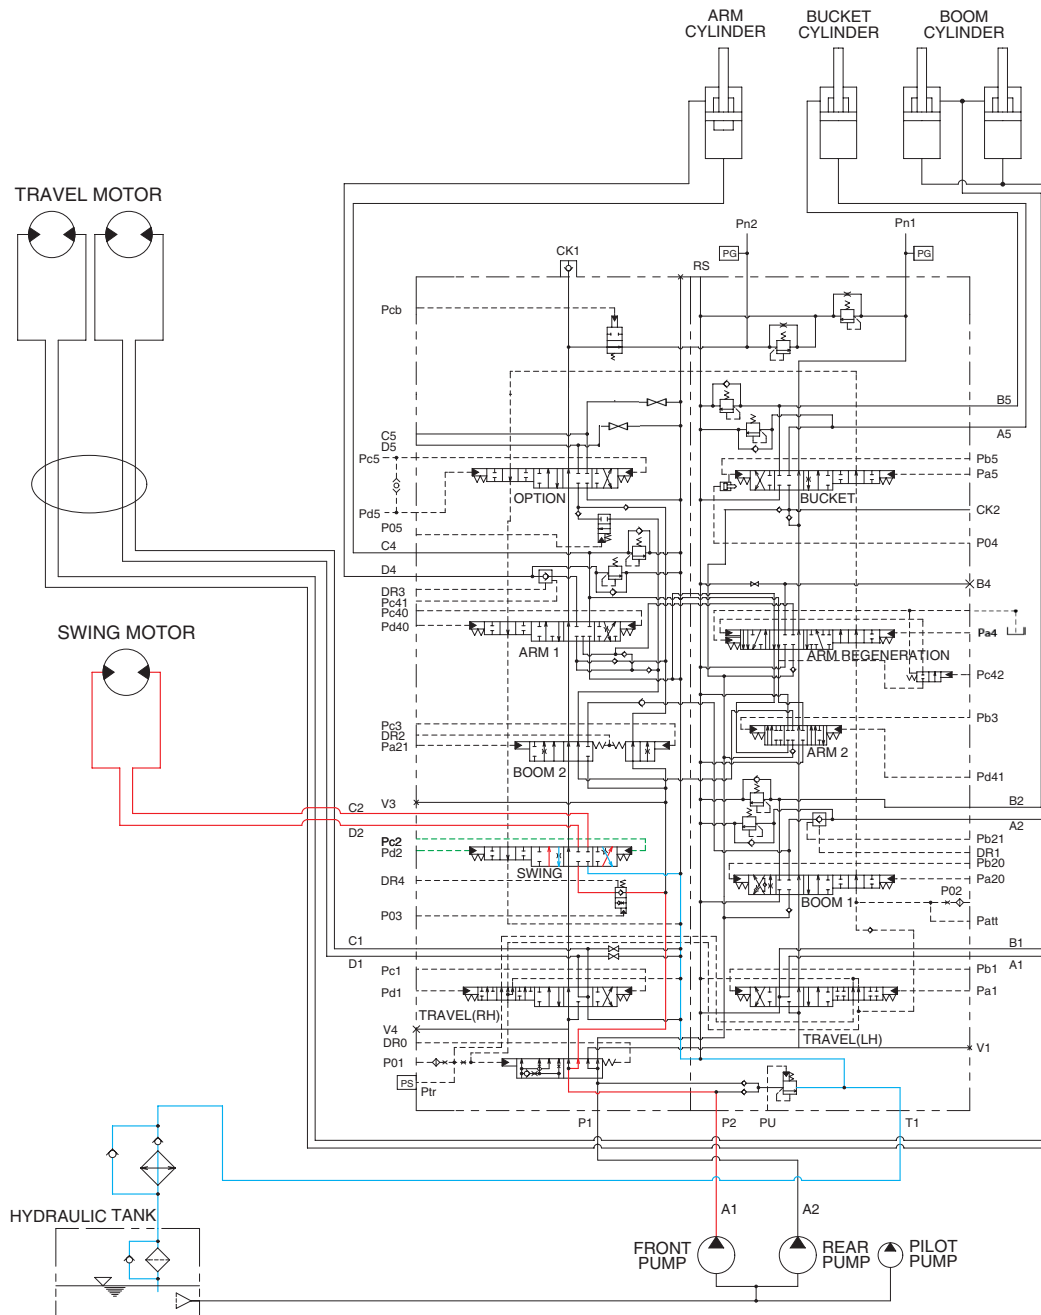 ARM
CYLINDER
BUCKET
CYLINDER
BOOM
CYLINDER
TRAVEL MOTOR
Pn2
Pn1
PG
PG
CK1
RS
Pcb
B5
C5
D5
A5
Pc5
Pb5
Pa5
OPTION
BUCKET
Pd5
CK2
P05
C4
P04
D4
DR3
Pc41
Pc40
Pd40
B4
SWING MOTOR
ARM 1
Pa4
ARM REGENERATION
Pc42
Pc3
DR2
Pa21
Pb3
BOOM 2
ARM 2
Pd41
C2
V3
B2
D2
A2
Pc2
Pd2
Pb21
DR1
Pb20
SWING
DR4
Pa20
BOOM 1
P02
P03
Patt
C1
B1
D1
A1
Pc1
Pb1
Pd1
Pa1
TRAVEL(RH)
V4
DR0
TRAVEL(LH)
V1
P01
PS
Ptr
P1
P2
PU
T1
A1
A2
HYDRAULIC TANK
FRONT
PUMP
REAR
PUMP
PILOT
PUMP